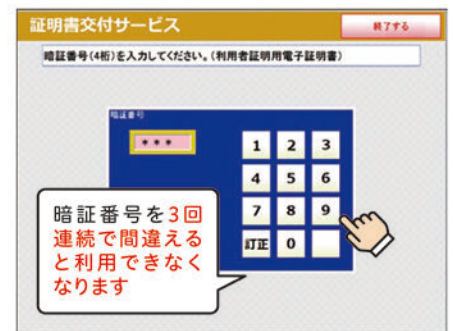 証明書交付サービス
終了する
暗証番号(4桁)を入力してください。(利用者証明用電子証明書)
暗証番号
***
1 2 3
4 5 6
7 8 9
訂正 0
暗証番号を3回
連続で間違える
と利用できなく
なります